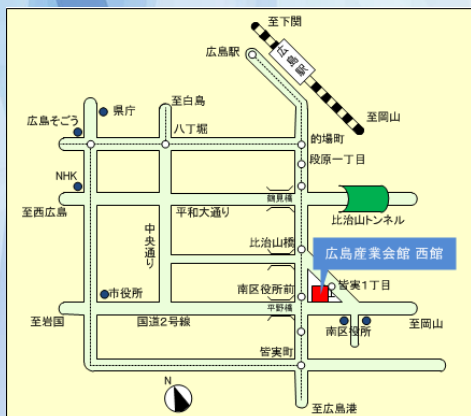 至下関
広島駅
広島駅
至岡山
至白島
県庁
広島そごう
八丁堀
的場町
段原一丁目
NHK
鶴見橋
至西広島
平和大通り
比治山トンネル
中央通り
比治山橋
広島産業会館 西館
皆実1丁目
市役所
南区役所前
平野橋
至岩国
国道2号線
南区役所
至岡山
皆実町
N
至広島港